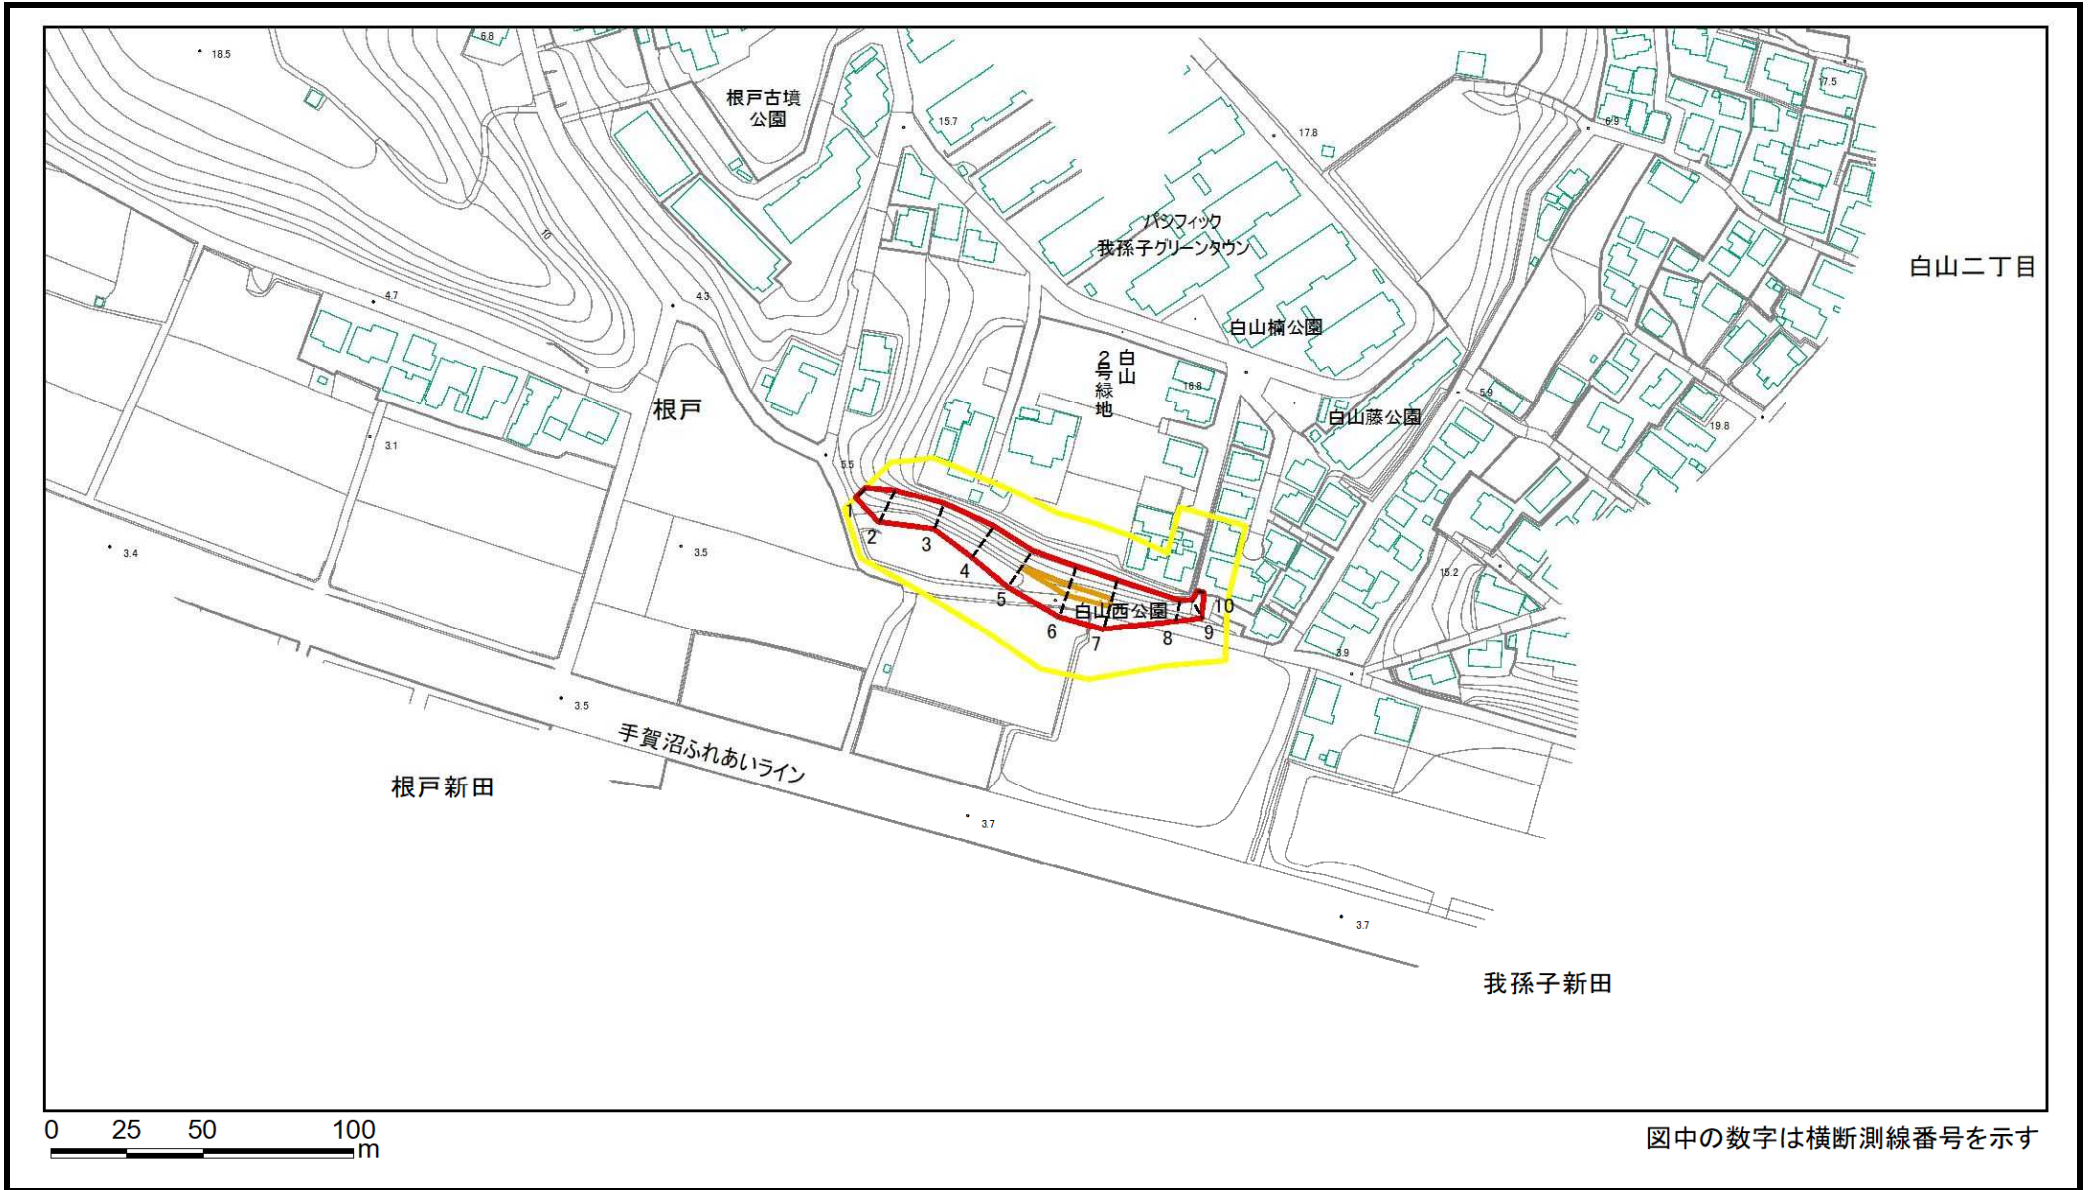 6.8
18.5
根戸古墳
公園
15.7
17.8
17.5
6.9
パシフィック
我孫子グリーンタウン
白山二丁目
10
4.7
4.3
白山楠公園
白山
2号緑地
16.8
根戸
白山藤公園
5.9
19.8
3.1
5.5
1
2
3
4
5
6
7
8
9
10
白山西公園
3.4
3.5
15.2
3.9
3.5
手賀沼ふれあいライン
根戸新田
3.7
3.7
我孫子新田
0 25 50 100
m
図中の数字は横断測線番号を示す